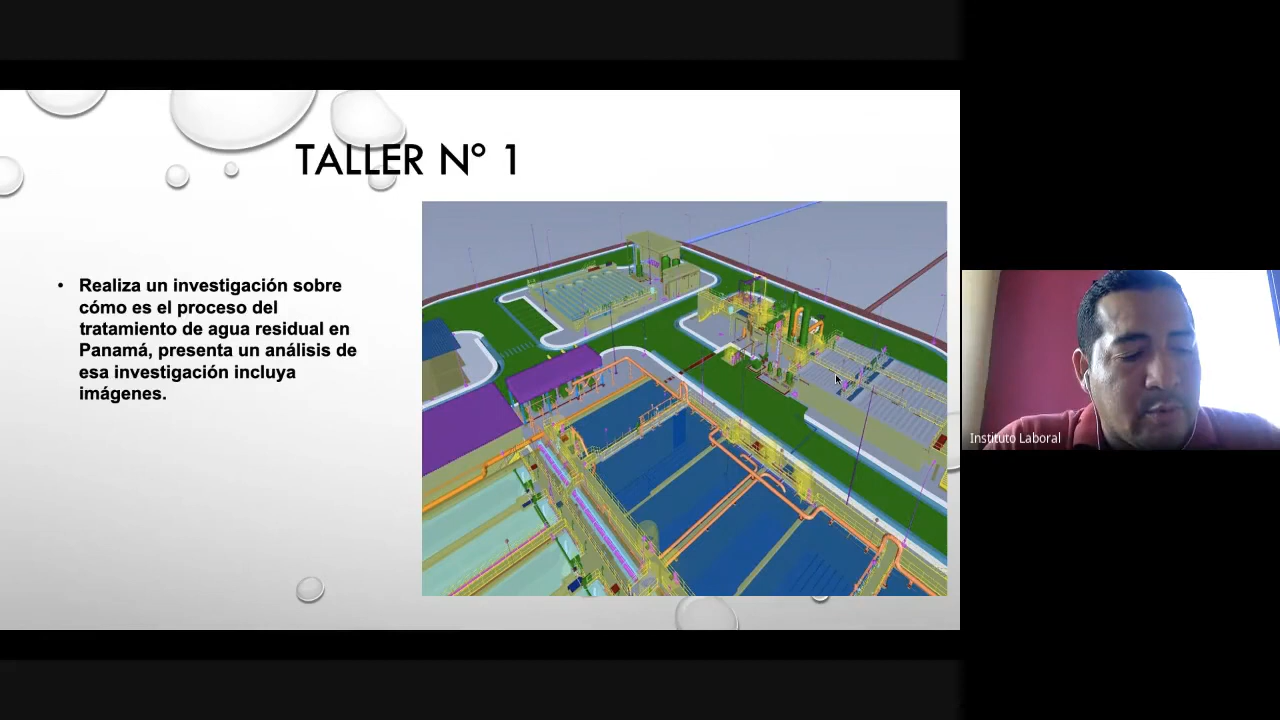 TALLER Nº 1
• Realiza un investigación sobre
cómo es el proceso del
tratamiento de agua residual en
Panamá, presenta un análisis de
esa investigación incluya
imágenes.
Instituto Laboral